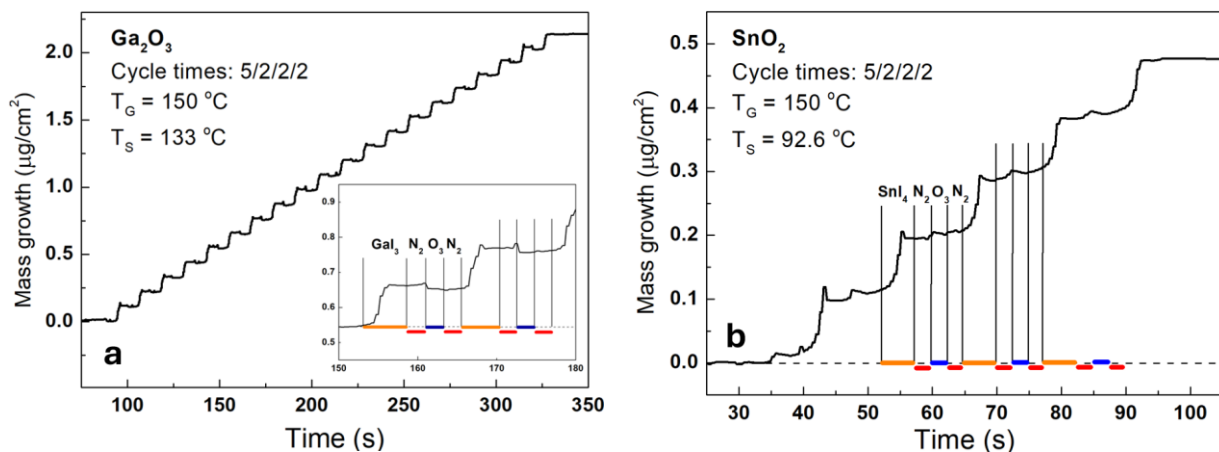 Ga₂O₃
Cycle times: 5/2/2/2
T_G = 150 °C
T_S = 133 °C
Mass growth (μg/cm²)
2.0
1.5
1.0
0.5
0.0
GaI₃ N₂ O₃ N₂
0.9
0.8
0.7
0.6
0.5
150 160 170 180
a
100 150 200 250 300 350
Time (s)
SnO₂
Cycle times: 5/2/2/2
T_G = 150 °C
T_S = 92.6 °C
Mass growth (μg/cm²)
0.5
0.4
0.3
0.2
0.1
0.0
SnI₄ N₂ O₃ N₂
b
30 40 50 60 70 80 90 100
Time (s)